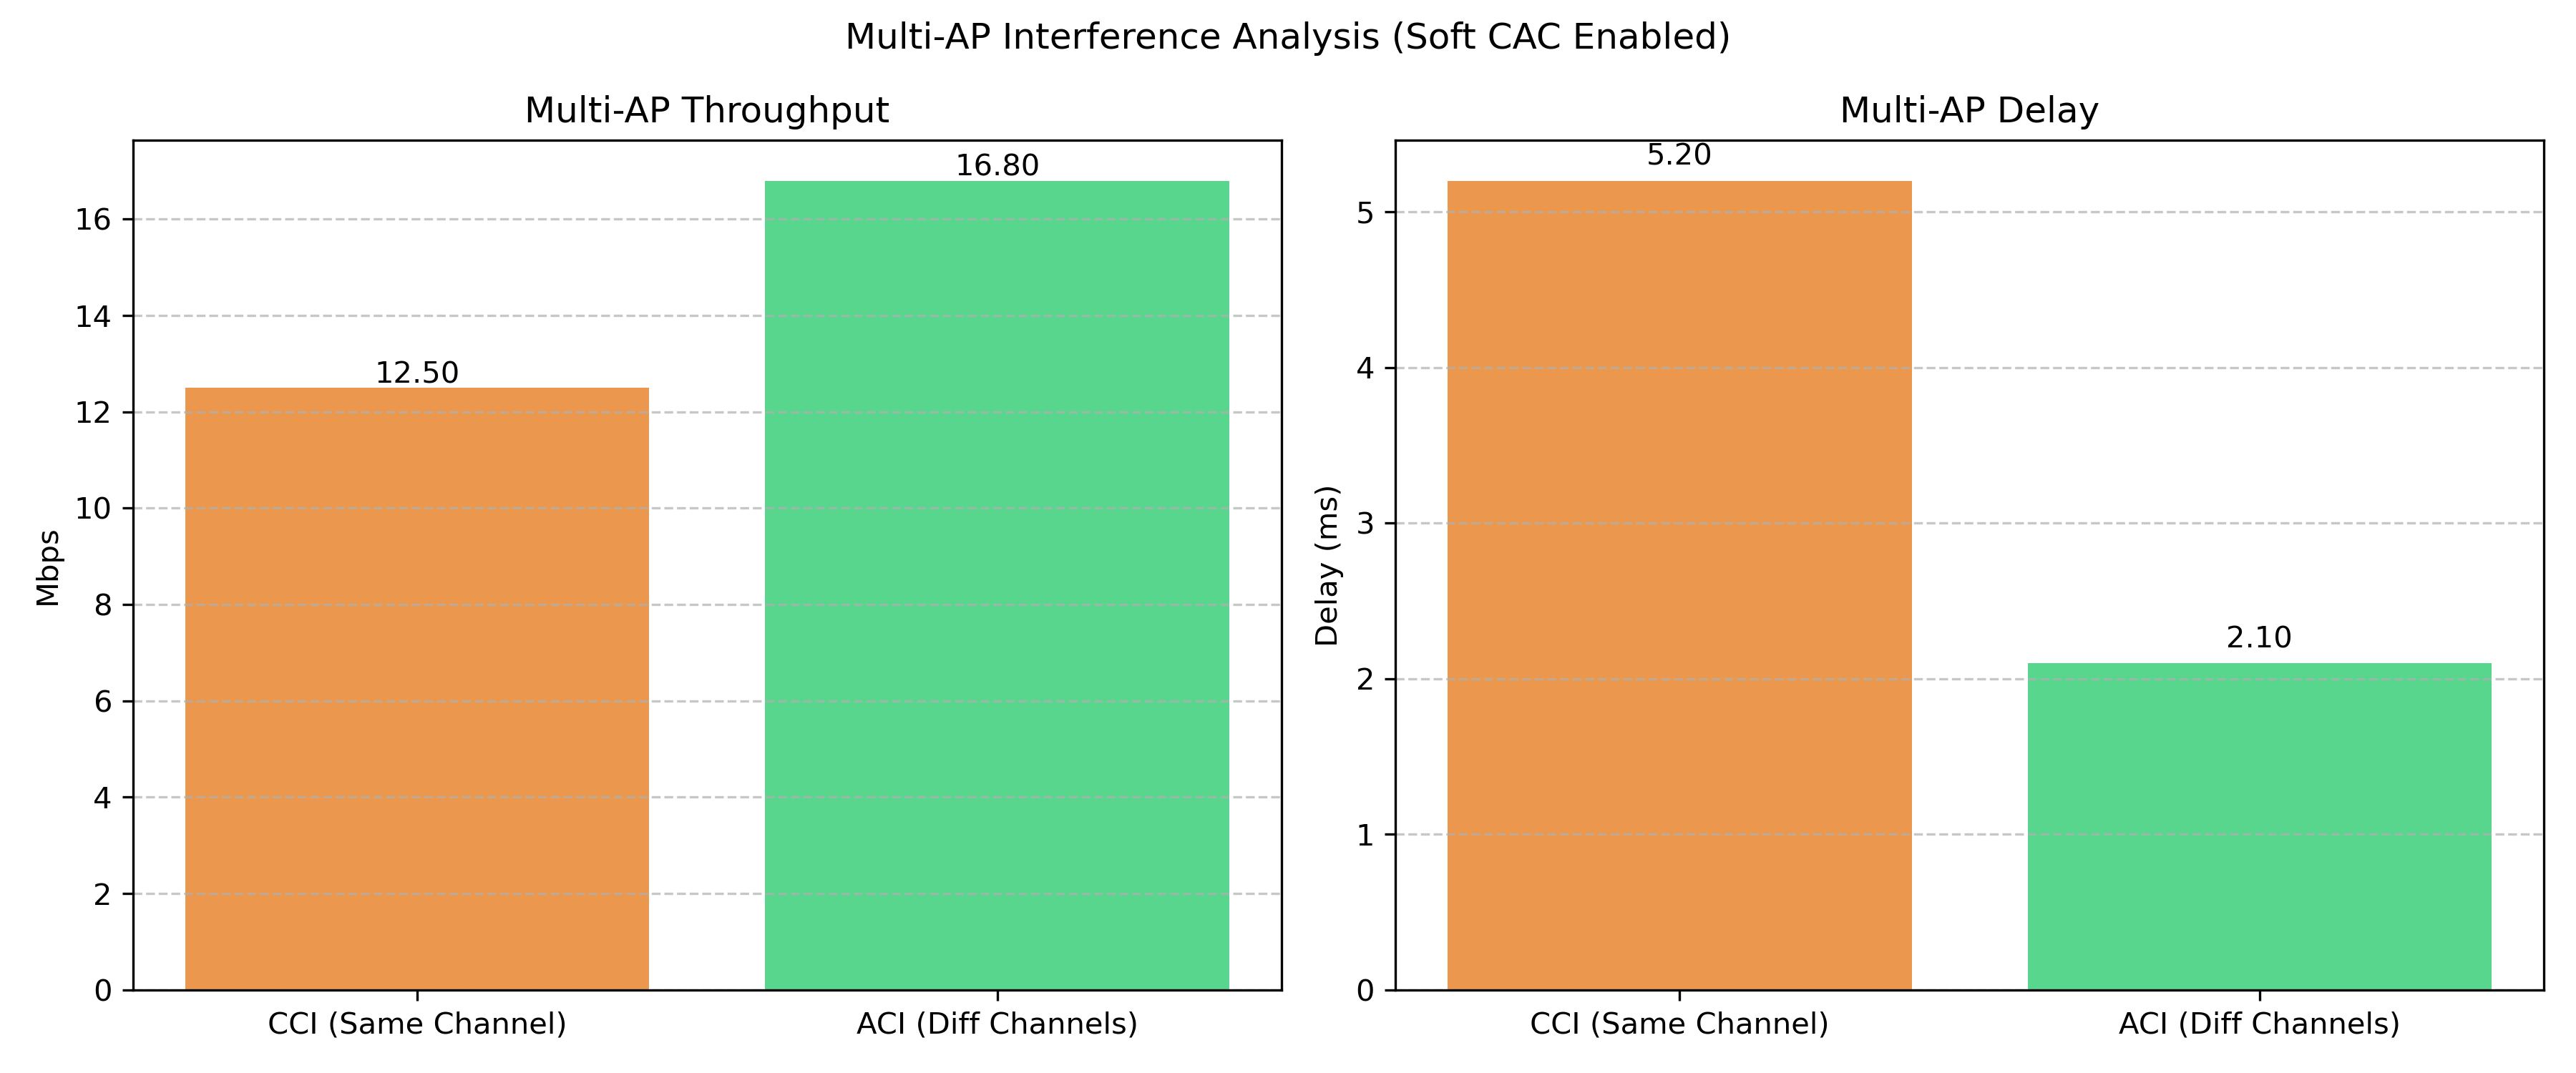 Multi-AP Interference Analysis (Soft CAC Enabled)
Multi-AP Throughput
Mbps
16
14
12
10
8
6
4
2
0
12.50
16.80
CCI (Same Channel)
ACI (Diff Channels)
Multi-AP Delay
Delay (ms)
5
4
3
2
1
0
5.20
2.10
CCI (Same Channel)
ACI (Diff Channels)